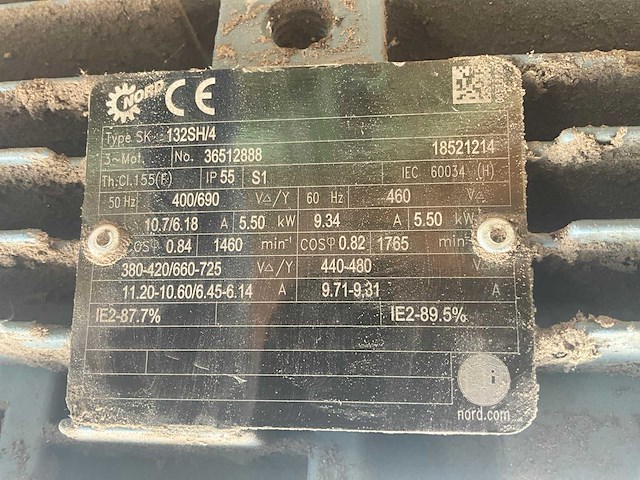 NORD CE
Type SK 132SH/4
3~Mot. No. 36512888 18521214
Th.Cl.155(F) IP 55 S1 IEC 60034 (H)
50 Hz 400/690 V△/Y 60 Hz 460 V△
10.7/6.18 A 5.50 kW 9.34 A 5.50 kW
COSφ 0.84 1460 min⁻¹ COSφ 0.82 1765 min⁻¹
380-420/660-725 V△/Y 440-480 V
11.20-10.60/6.45-6.14 A 9.71-9.31 A
IE2-87.7% IE2-89.5%
i
nord.com